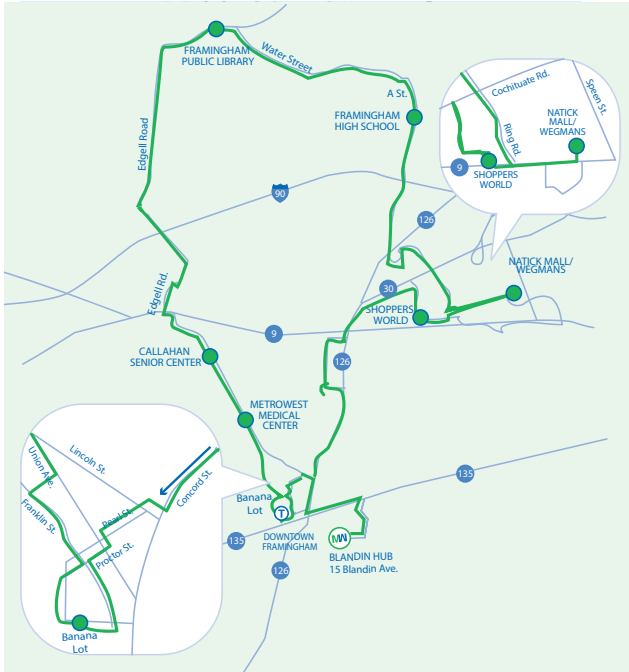 FRAMINGHAM
PUBLIC LIBRARY
Water Street
A St.
FRAMINGHAM
HIGH SCHOOL
Edgell Road
90
126
Cochituate Rd.
Speen St.
NATICK
MALL/
WEGMANS
Ring Rd.
9
SHOPPERS
WORLD
NATICK MALL/
WEGMANS
30
SHOPPERS
WORLD
Edgell Rd.
9
CALLAHAN
SENIOR CENTER
126
METROWEST
MEDICAL
CENTER
135
Banana
Lot
T
DOWNTOWN
FRAMINGHAM
135
126
MW
BLANDIN HUB
15 Blandin Ave.
Lincoln St.
Union Ave.
Concord St.
Franklin St.
Pearl St.
Proctor St.
Banana
Lot